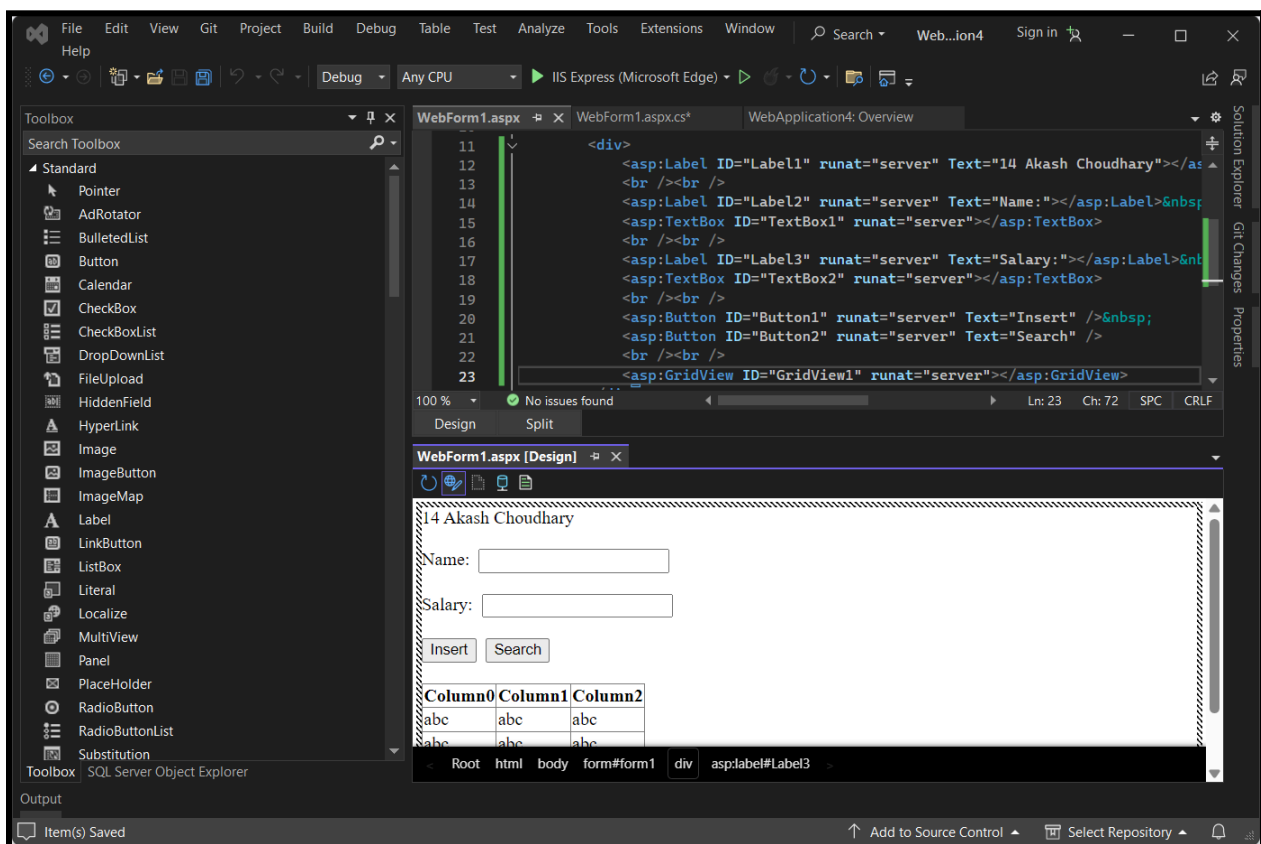 File Edit View Git Project Build Debug Table Test Analyze Tools Extensions Window Search Web...ion4 Sign in
Help
Debug Any CPU IIS Express (Microsoft Edge)
Toolbox
Search Toolbox
Standard
Pointer
AdRotator
BulletedList
Button
Calendar
CheckBox
CheckBoxList
DropDownList
FileUpload
HiddenField
HyperLink
Image
ImageButton
ImageMap
Label
LinkButton
ListBox
Literal
Localize
MultiView
Panel
PlaceHolder
RadioButton
RadioButtonList
Substitution
Toolbox SQL Server Object Explorer
WebForm1.aspx WebForm1.aspx.cs* WebApplication4: Overview
11 <div>
12 <asp:Label ID="Label1" runat="server" Text="14 Akash Choudhary"></as
13 <br /><br />
14 <asp:Label ID="Label2" runat="server" Text="Name:"></asp:Label>&nbsp
15 <asp:TextBox ID="TextBox1" runat="server"></asp:TextBox>
16 <br /><br />
17 <asp:Label ID="Label3" runat="server" Text="Salary:"></asp:Label>&nb
18 <asp:TextBox ID="TextBox2" runat="server"></asp:TextBox>
19 <br /><br />
20 <asp:Button ID="Button1" runat="server" Text="Insert" />&nbsp;
21 <asp:Button ID="Button2" runat="server" Text="Search" />
22 <br /><br />
23 <asp:GridView ID="GridView1" runat="server"></asp:GridView>
100 % No issues found Ln: 23 Ch: 72 SPC CRLF
Design Split
WebForm1.aspx [Design]
14 Akash Choudhary
Name:
Salary:
Insert Search
Column0 Column1 Column2
abc abc abc
abc abc abc
< Root html body form#form1 div asp:label#Label3 >
Solution Explorer
Git Changes
Properties
Output
Item(s) Saved Add to Source Control Select Repository